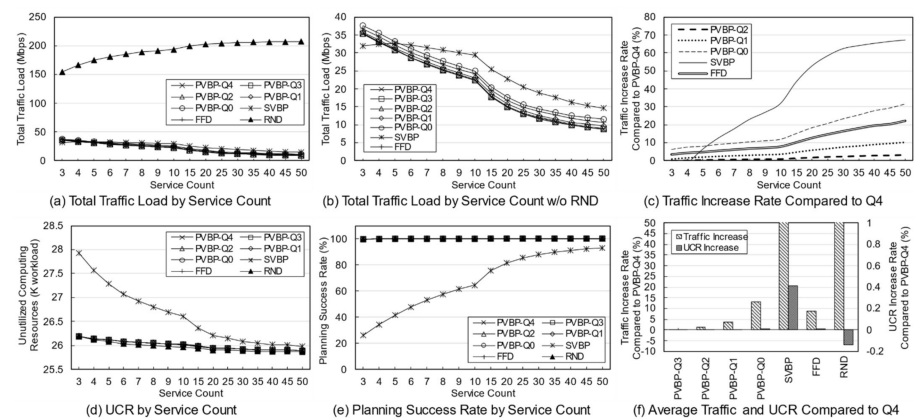 Total Traffic Load (Mbps)
250
200
150
100
50
0
PVBP-Q4 PVBP-Q3
PVBP-Q2 PVBP-Q1
PVBP-Q0 SVBP
FFD RND
3 4 5 6 7 8 9 10 15 20 25 30 35 40 45 50
Service Count
(a) Total Traffic Load by Service Count
Total Traffic Load (Mbps)
40
35
30
25
20
15
10
5
0
PVBP-Q4
PVBP-Q3
PVBP-Q2
PVBP-Q1
PVBP-Q0
SVBP
FFD
3 4 5 6 7 8 9 10 15 20 25 30 35 40 45 50
Service Count
(b) Total Traffic Load by Service Count w/o RND
Traffic Increase Rate
Compared to PVBP-Q4 (%)
80
70
60
50
40
30
20
10
0
PVBP-Q2
PVBP-Q1
PVBP-Q0
SVBP
FFD
3 4 5 6 7 8 9 10 15 20 25 30 35 40 45 50
Service Count
(c) Traffic Increase Rate Compared to Q4
Unutilized Computing
Resources (K workload)
28.5
28
27.5
27
26.5
26
25.5
PVBP-Q4 PVBP-Q3
PVBP-Q2 PVBP-Q1
PVBP-Q0 SVBP
FFD RND
3 4 5 6 7 8 9 10 15 20 25 30 35 40 45 50
Service Count
(d) UCR by Service Count
Planning Success Rate (%)
120
100
80
60
40
20
0
PVBP-Q4 PVBP-Q3
PVBP-Q2 PVBP-Q1
PVBP-Q0 SVBP
FFD RND
3 4 5 6 7 8 9 10 15 20 25 30 35 40 45 50
Service Count
(e) Planning Success Rate by Service Count
Traffic Increase Rate
Compared to PVBP-Q4 (%)
50
45
40
35
30
25
20
15
10
5
0
-5
-10
Traffic Increase
UCR Increase
1
0.8
0.6
0.4
0.2
0
-0.2
UCR Increase Rate
Compared to PVBP-Q4 (%)
PVBP-Q3
PVBP-Q2
PVBP-Q1
PVBP-Q0
SVBP
FFD
RND
(f) Average Traffic and UCR Compared to Q4